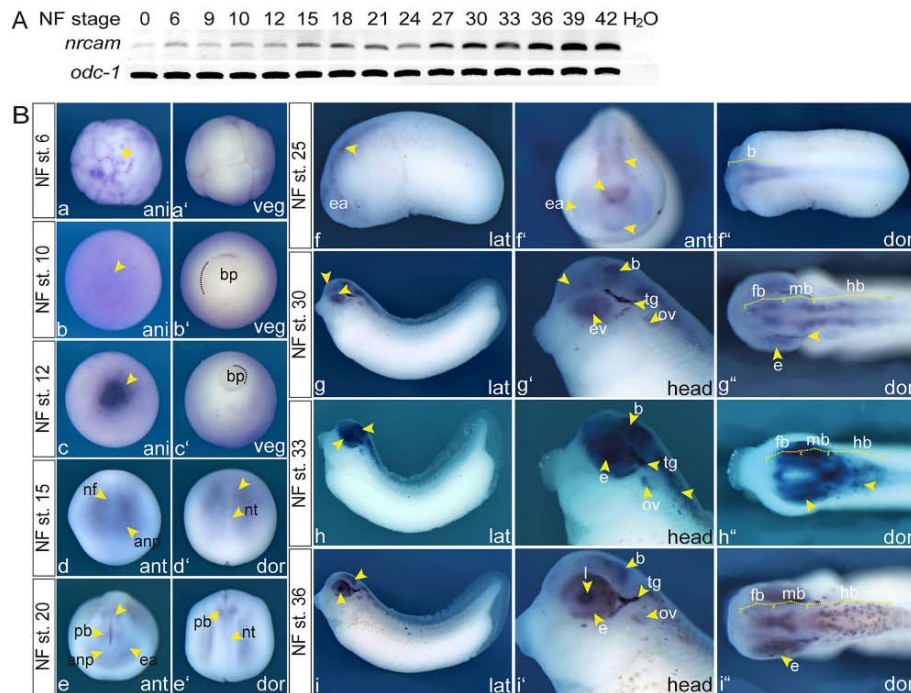 A NF stage 0 6 9 10 12 15 18 21 24 27 30 33 36 39 42 H2O
nrcam
odc-1
B
NF st. 6
a ani
a' veg
NF st. 10
b ani
bp
b' veg
NF st. 12
c ani
bp
c' veg
NF st. 15
nf
anp
d ant
nt
d' dor
NF st. 20
pb
anp ea
e ant
pb nt
e' dor
NF st. 25
ea
f lat
ea
f' ant
b
f" dor
NF st. 30
g lat
b
tg
ov
ev
g' head
fb mb hb
e
g" dor
NF st. 33
h lat
b
tg
e
ov
h' head
fb mb hb
h" dor
NF st. 36
i lat
b
l
tg
ov
e
i' head
fb mb hb
e
i" dor